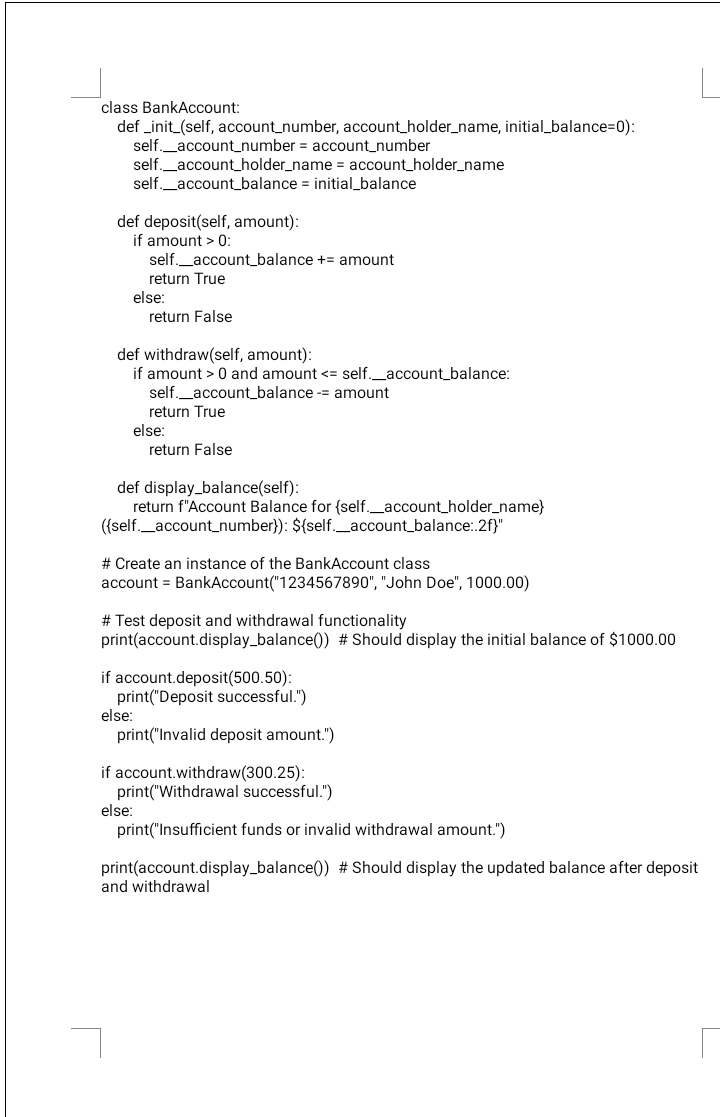 class BankAccount:
    def _init_(self, account_number, account_holder_name, initial_balance=0):
        self.__account_number = account_number
        self.__account_holder_name = account_holder_name
        self.__account_balance = initial_balance

    def deposit(self, amount):
        if amount > 0:
            self.__account_balance += amount
            return True
        else:
            return False

    def withdraw(self, amount):
        if amount > 0 and amount <= self.__account_balance:
            self.__account_balance -= amount
            return True
        else:
            return False

    def display_balance(self):
        return f"Account Balance for {self.__account_holder_name}
({self.__account_number}): ${self.__account_balance:.2f}"

# Create an instance of the BankAccount class
account = BankAccount("1234567890", "John Doe", 1000.00)

# Test deposit and withdrawal functionality
print(account.display_balance())  # Should display the initial balance of $1000.00

if account.deposit(500.50):
    print("Deposit successful.")
else:
    print("Invalid deposit amount.")

if account.withdraw(300.25):
    print("Withdrawal successful.")
else:
    print("Insufficient funds or invalid withdrawal amount.")

print(account.display_balance())  # Should display the updated balance after deposit
and withdrawal